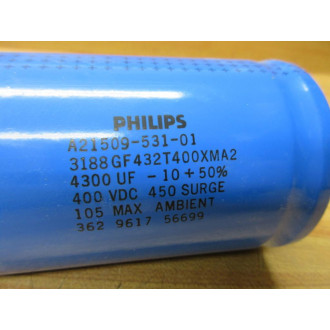 PHILIPS
A21509-531-01
3188GF432T400XMA2
4300 UF -10+50%
400 VDC 450 SURGE
105 MAX AMBIENT
362 9617 56699